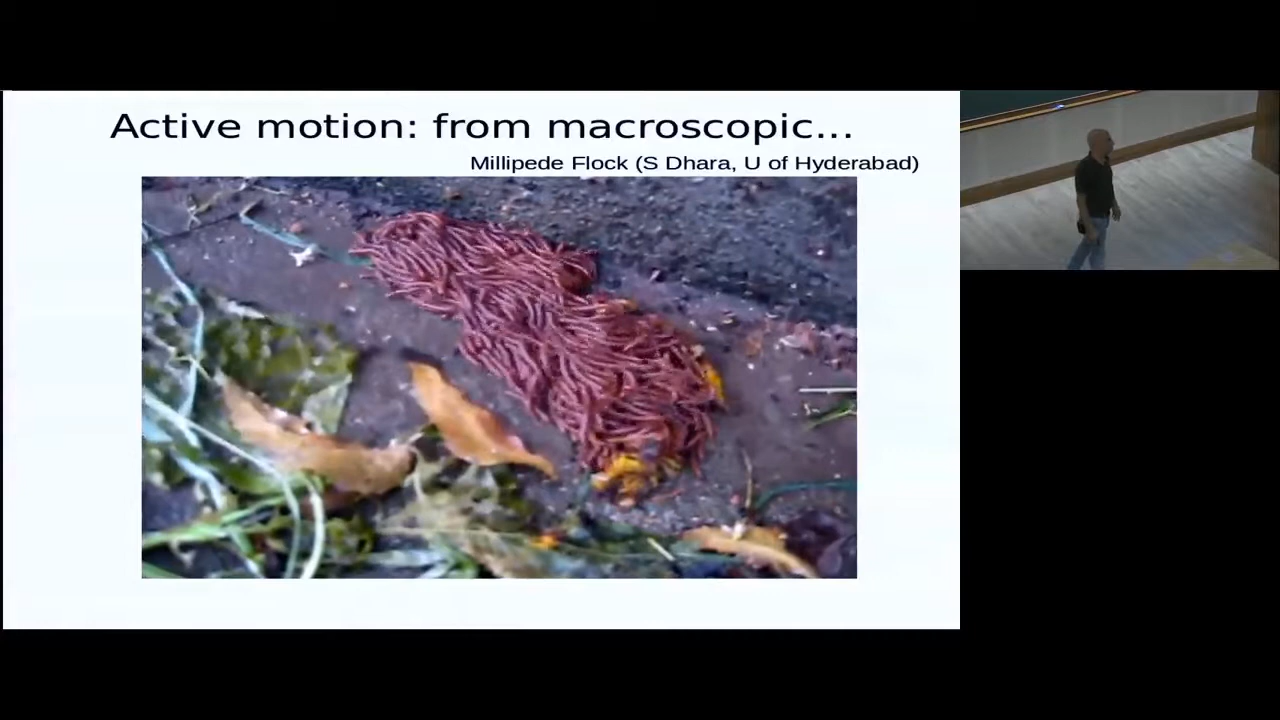 Active motion: from macroscopic...
Millipede Flock (S Dhara, U of Hyderabad)